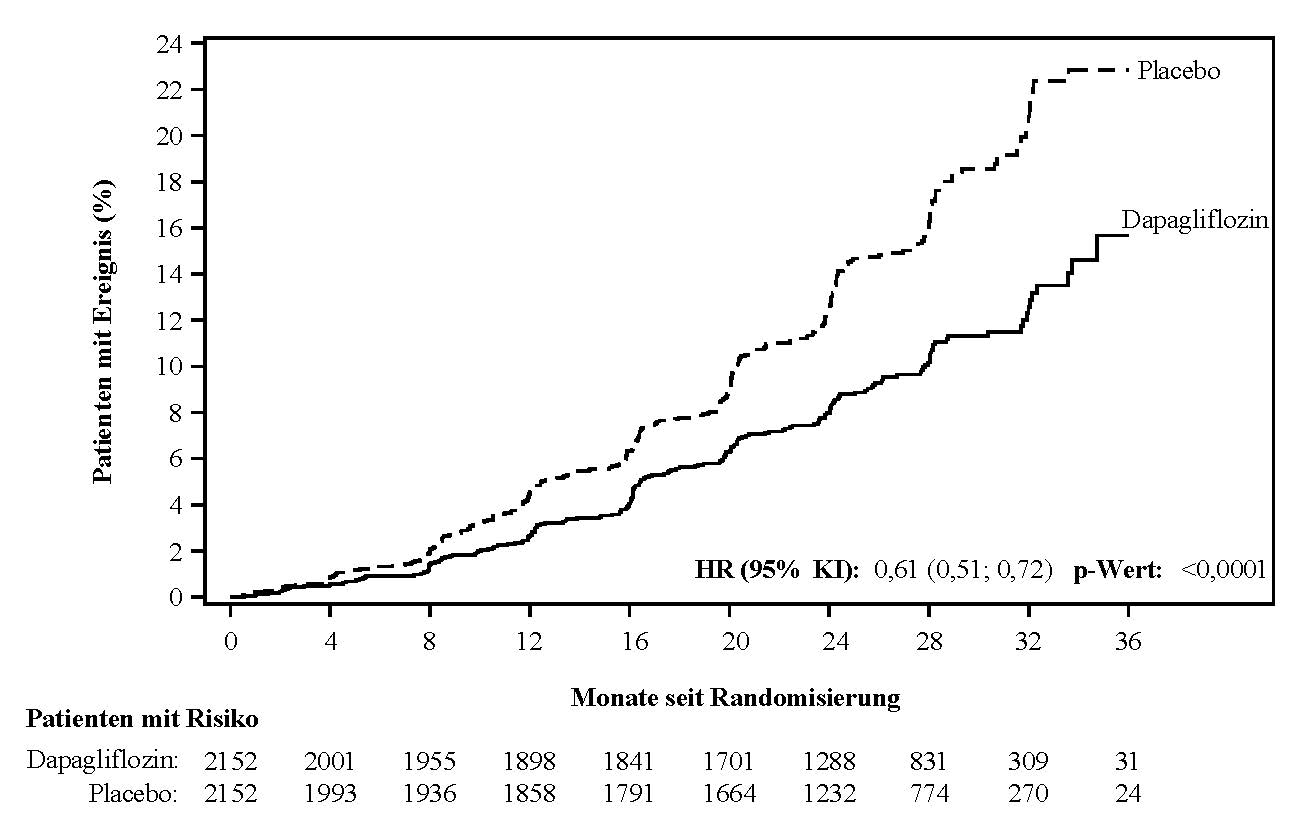 24
22
20
18
16
14
12
10
8
6
4
2
0
Patienten mit Ereignis (%)
Placebo
Dapagliflozin
HR (95% KI): 0,61 (0,51; 0,72) p-Wert: <0,0001
0 4 8 12 16 20 24 28 32 36
Monate seit Randomisierung
Patienten mit Risiko
Dapagliflozin: 2152 2001 1955 1898 1841 1701 1288 831 309 31
Placebo: 2152 1993 1936 1858 1791 1664 1232 774 270 24